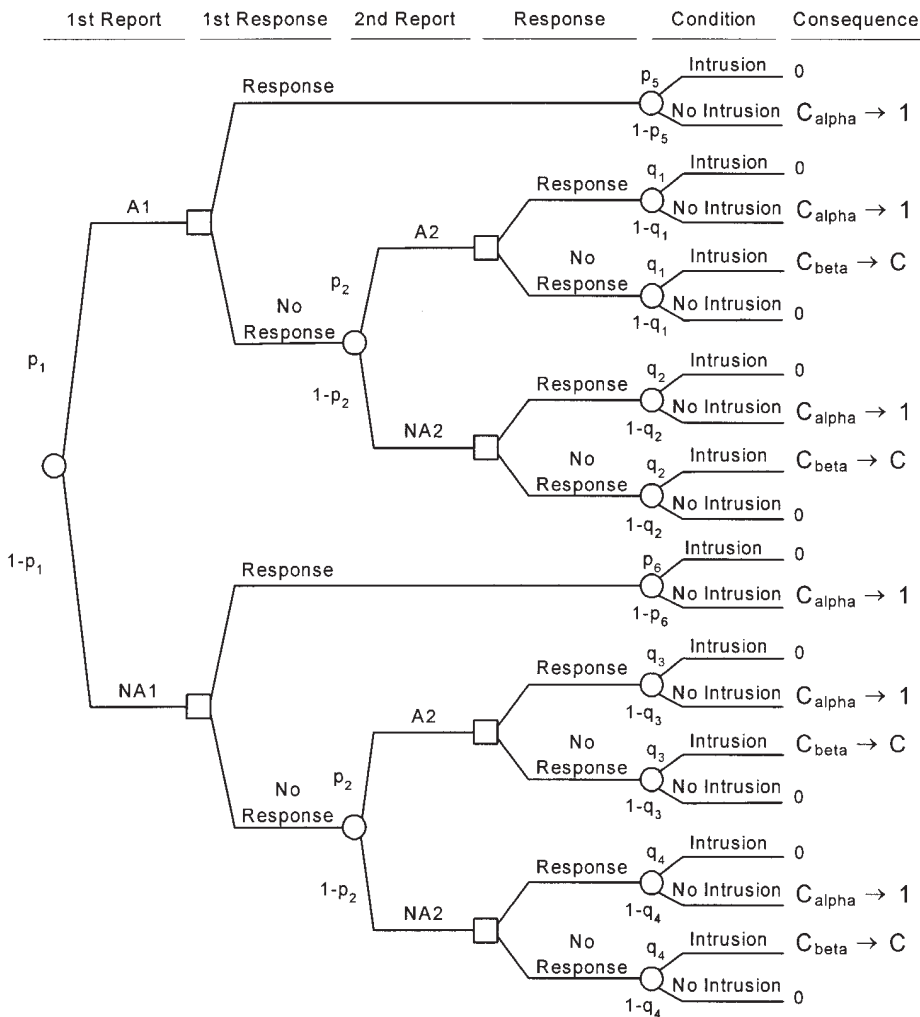 1st Report 1st Response 2nd Report Response Condition Consequence
p5 Intrusion 0
Response
No Intrusion Calpha → 1
1-p5
q1 Intrusion 0
Response
No Intrusion Calpha → 1
A1
1-q1
A2
No
Response
q1 Intrusion Cbeta → C
p2
No Intrusion 0
1-q1
No
Response
p1
1-p2
q2 Intrusion 0
Response
No Intrusion Calpha → 1
1-q2
NA2
No
Response
q2 Intrusion Cbeta → C
No Intrusion 0
1-q2
1-p1
p6 Intrusion 0
Response
No Intrusion Calpha → 1
1-p6
q3 Intrusion 0
Response
No Intrusion Calpha → 1
NA1
1-q3
A2
No
Response
q3 Intrusion Cbeta → C
p2
No Intrusion 0
1-q3
No
Response
1-p2
q4 Intrusion 0
Response
No Intrusion Calpha → 1
1-q4
NA2
No
Response
q4 Intrusion Cbeta → C
No Intrusion 0
1-q4